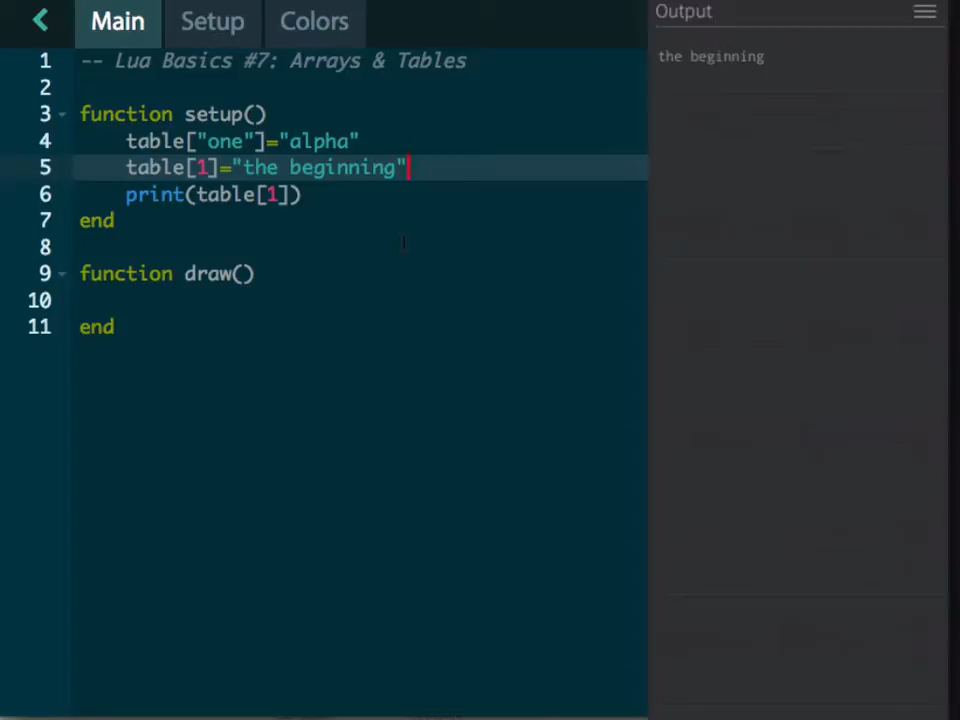 Main Setup Colors
Output
1 -- Lua Basics #7: Arrays & Tables
the beginning
2
3 function setup()
4 table["one"]="alpha"
5 table[1]="the beginning"
6 print(table[1])
7 end
8
9 function draw()
10
11 end